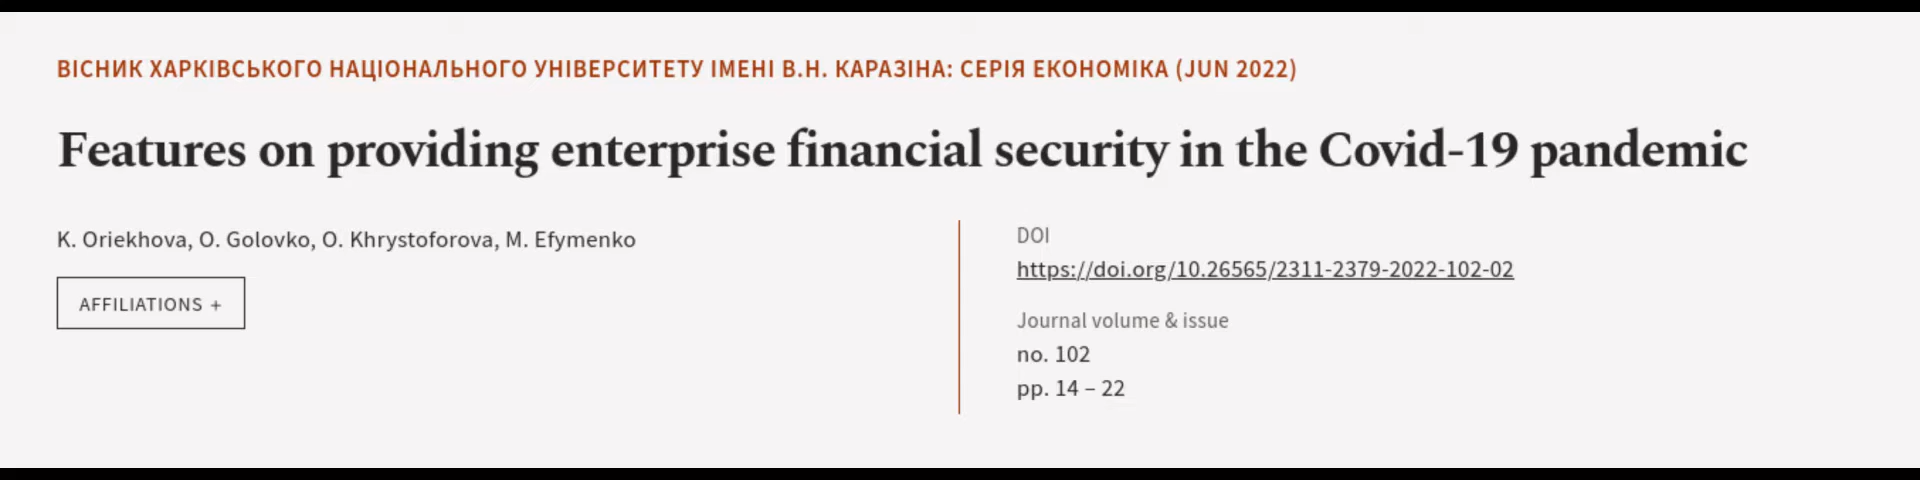 ВІСНИК ХАРКІВСЬКОГО НАЦІОНАЛЬНОГО УНІВЕРСИТЕТУ ІМЕНІ В.Н. КАРАЗІНА: СЕРІЯ ЕКОНОМІКА (JUN 2022)
Features on providing enterprise financial security in the Covid-19 pandemic
K. Oriekhova, O. Golovko, O. Khrystoforova, M. Efymenko
AFFILIATIONS +
DOI
https://doi.org/10.26565/2311-2379-2022-102-02
Journal volume & issue
no. 102
pp. 14 – 22